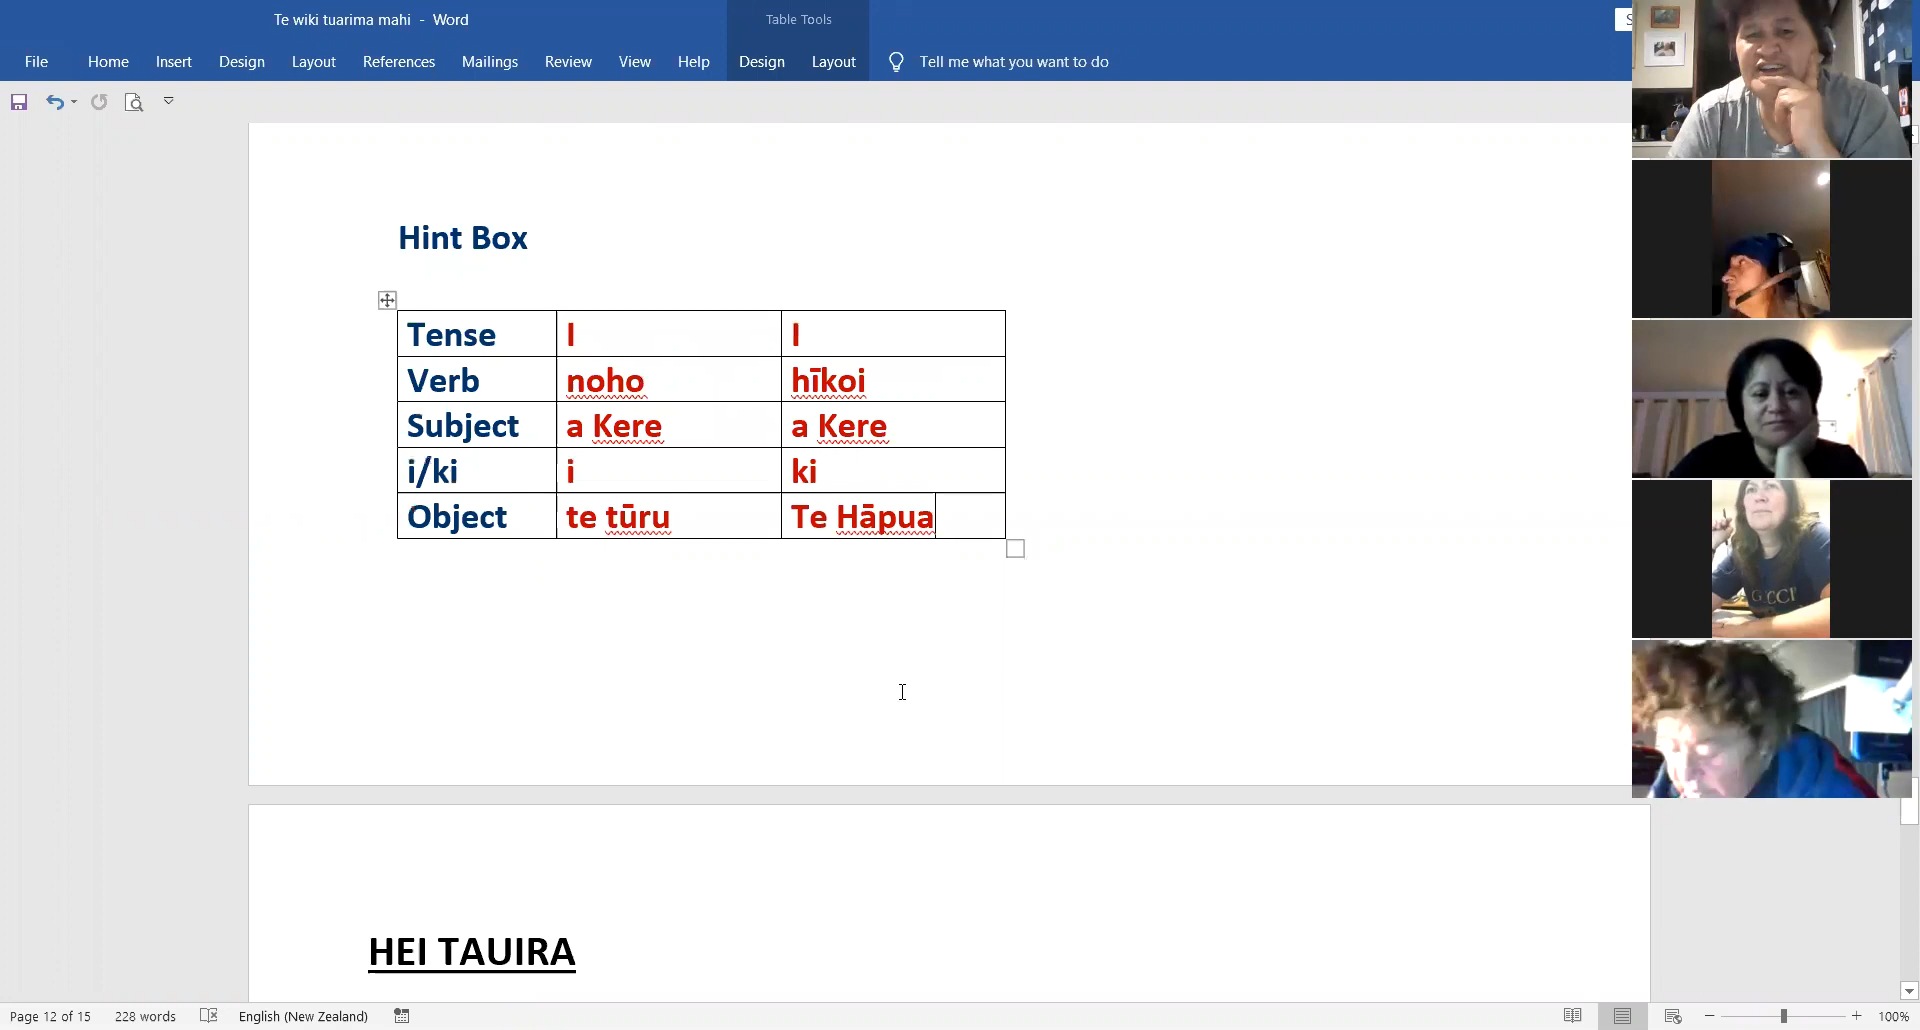 Te wiki tuarima mahi - Word
Table Tools
File Home Insert Design Layout References Mailings Review View Help Design Layout Tell me what you want to do
Hint Box
Tense I I
Verb noho hīkoi
Subject a Kere a Kere
i/ki i ki
Object te tūru Te Hāpua
HEI TAUIRA
Page 12 of 15 228 words English (New Zealand) 100%